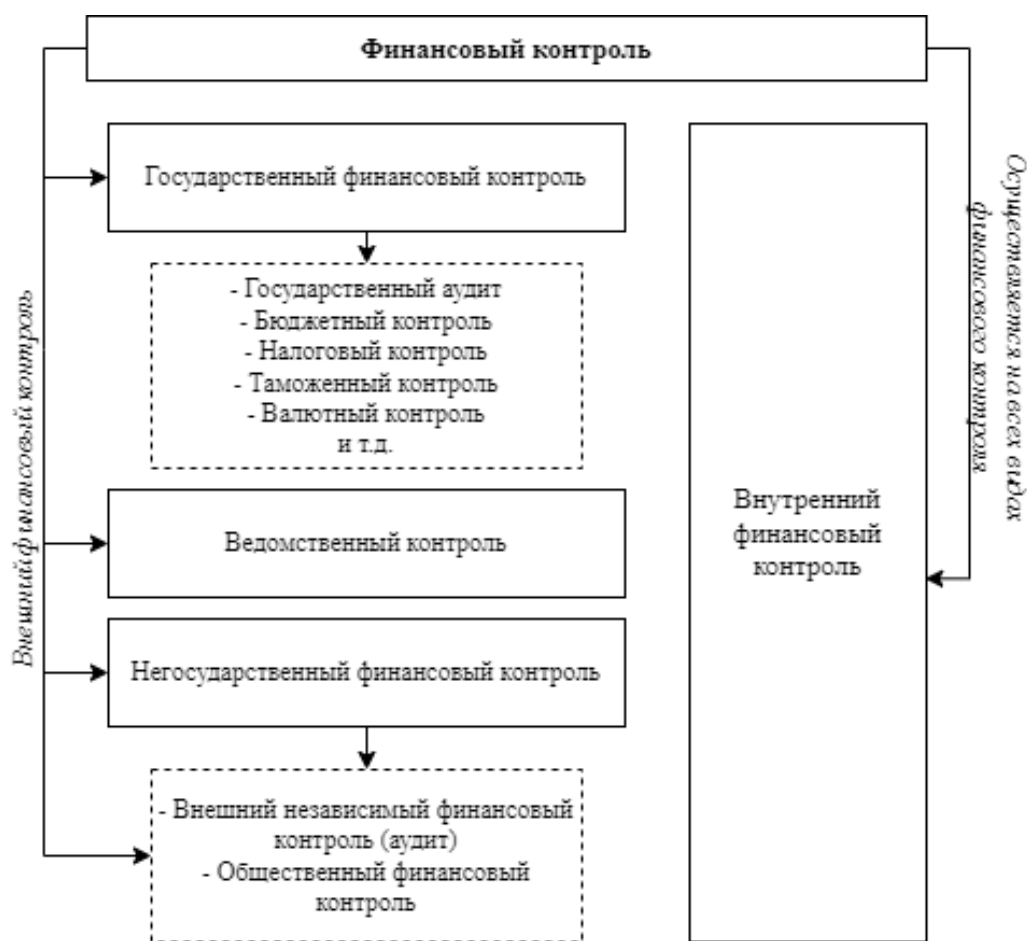 Финансовый контроль
Государственный финансовый контроль
- Государственный аудит
- Бюджетный контроль
- Налоговый контроль
- Таможенный контроль
- Валютный контроль
и т.д.
Ведомственный контроль
Негосударственный финансовый контроль
- Внешний независимый финансовый
контроль (аудит)
- Общественный финансовый
контроль
Внешний финансовый контроль
Внутренний
финансовый
контроль
Осуществляется на всех видах
финансового контроля